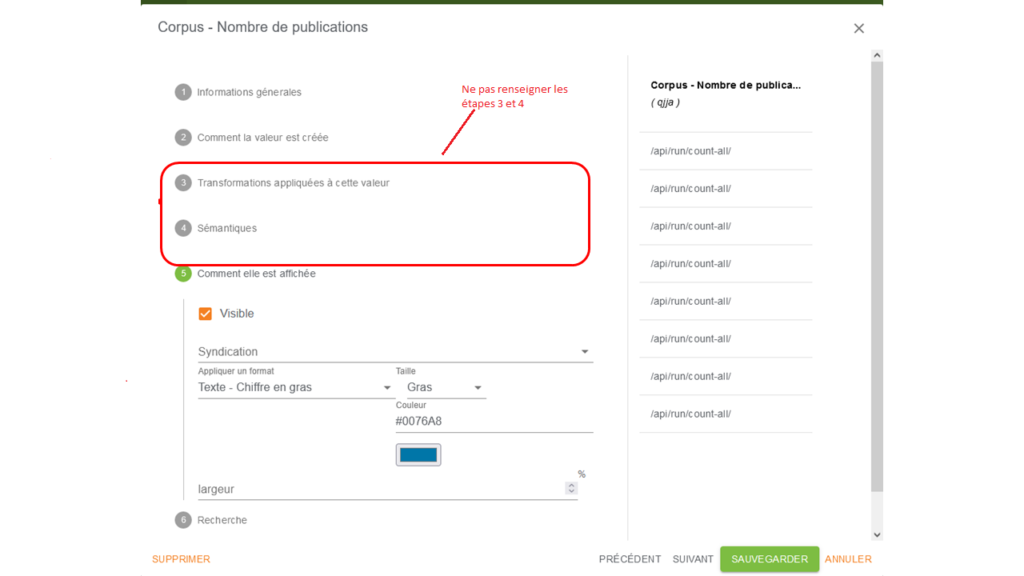 Corpus - Nombre de publications
Ne pas renseigner les
étapes 3 et 4
1 Informations génerales
2 Comment la valeur est créée
3 Transformations appliquées à cette valeur
4 Sémantiques
5 Comment elle est affichée
Visible
Syndication
Appliquer un format
Taille
Texte - Chiffre en gras
Gras
Couleur
#0076A8
%
largeur
6 Recherche
Corpus - Nombre de publica...
( qjja )
/api/run/count-all/
/api/run/count-all/
/api/run/count-all/
/api/run/count-all/
/api/run/count-all/
/api/run/count-all/
/api/run/count-all/
/api/run/count-all/
SUPPRIMER
PRÉCÉDENT SUIVANT SAUVEGARDER ANNULER